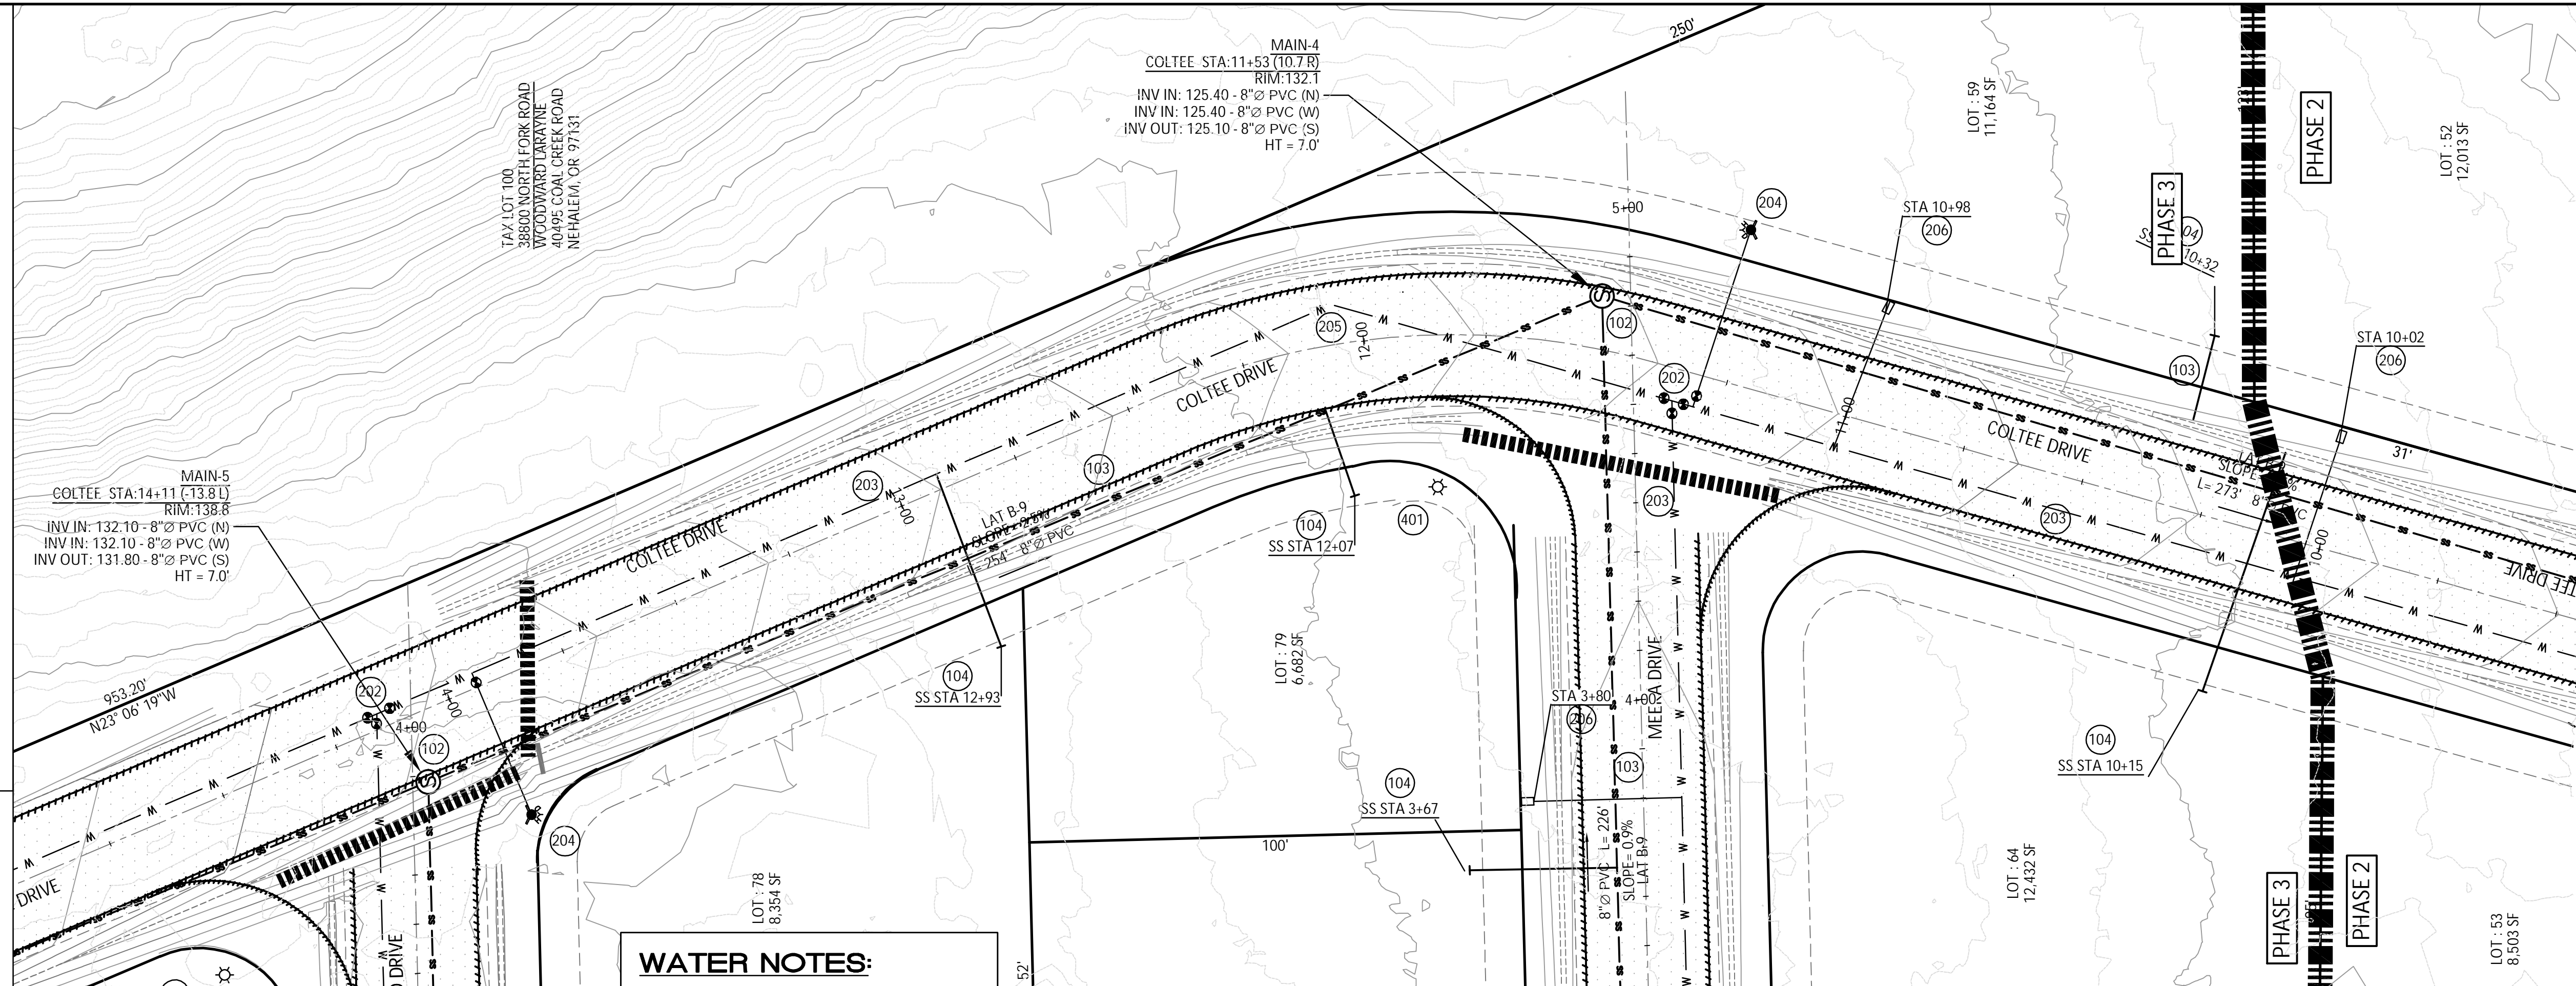 MAIN-4
COLTEE STA:11+53 (10.7 R)
RIM:132.1
INV IN: 125.40 - 8"Ø PVC (N)
INV IN: 125.40 - 8"Ø PVC (W)
INV OUT: 125.10 - 8"Ø PVC (S)
HT = 7.0'
250'
TAX LOT 100
38800 NORTH FORK ROAD
WOODWARD LARAYNE
40495 COAL CREEK ROAD
NEHALEM, OR 97131
LOT : 59
11,164 SF
133'
PHASE 2
PHASE 3
LOT : 52
12,013 SF
5+00
204
STA 10+98
206
10+32
103
STA 10+02
206
31'
S
102
205
12+00
COLTEE DRIVE
202
11+00
COLTEE DRIVE
L= 273'
10+00
MAIN-5
COLTEE STA:14+11 (-13.8 L)
RIM:138.8
INV IN: 132.10 - 8"Ø PVC (N)
INV IN: 132.10 - 8"Ø PVC (W)
INV OUT: 131.80 - 8"Ø PVC (S)
HT = 7.0'
203
13+00
103
LAT B-9
254' - 8"Ø PVC
COLTEE DRIVE
104
SS STA 12+07
401
203
203
953.20'
N23° 06' 19"W
202
4+00
4+00
102
S
204
104
SS STA 12+93
LOT : 79
6,682 SF
STA 3+80
206
4+00
MEERA DRIVE
103
104
SS STA 3+67
8"Ø PVC L= 226'
SLOPE= 0.9%
LAT B-9
104
SS STA 10+15
100'
52'
LOT : 78
8,354 SF
LOT : 64
12,432 SF
PHASE 3
PHASE 2
LOT : 53
8,503 SF
DRIVE
DRIVE
WATER NOTES: